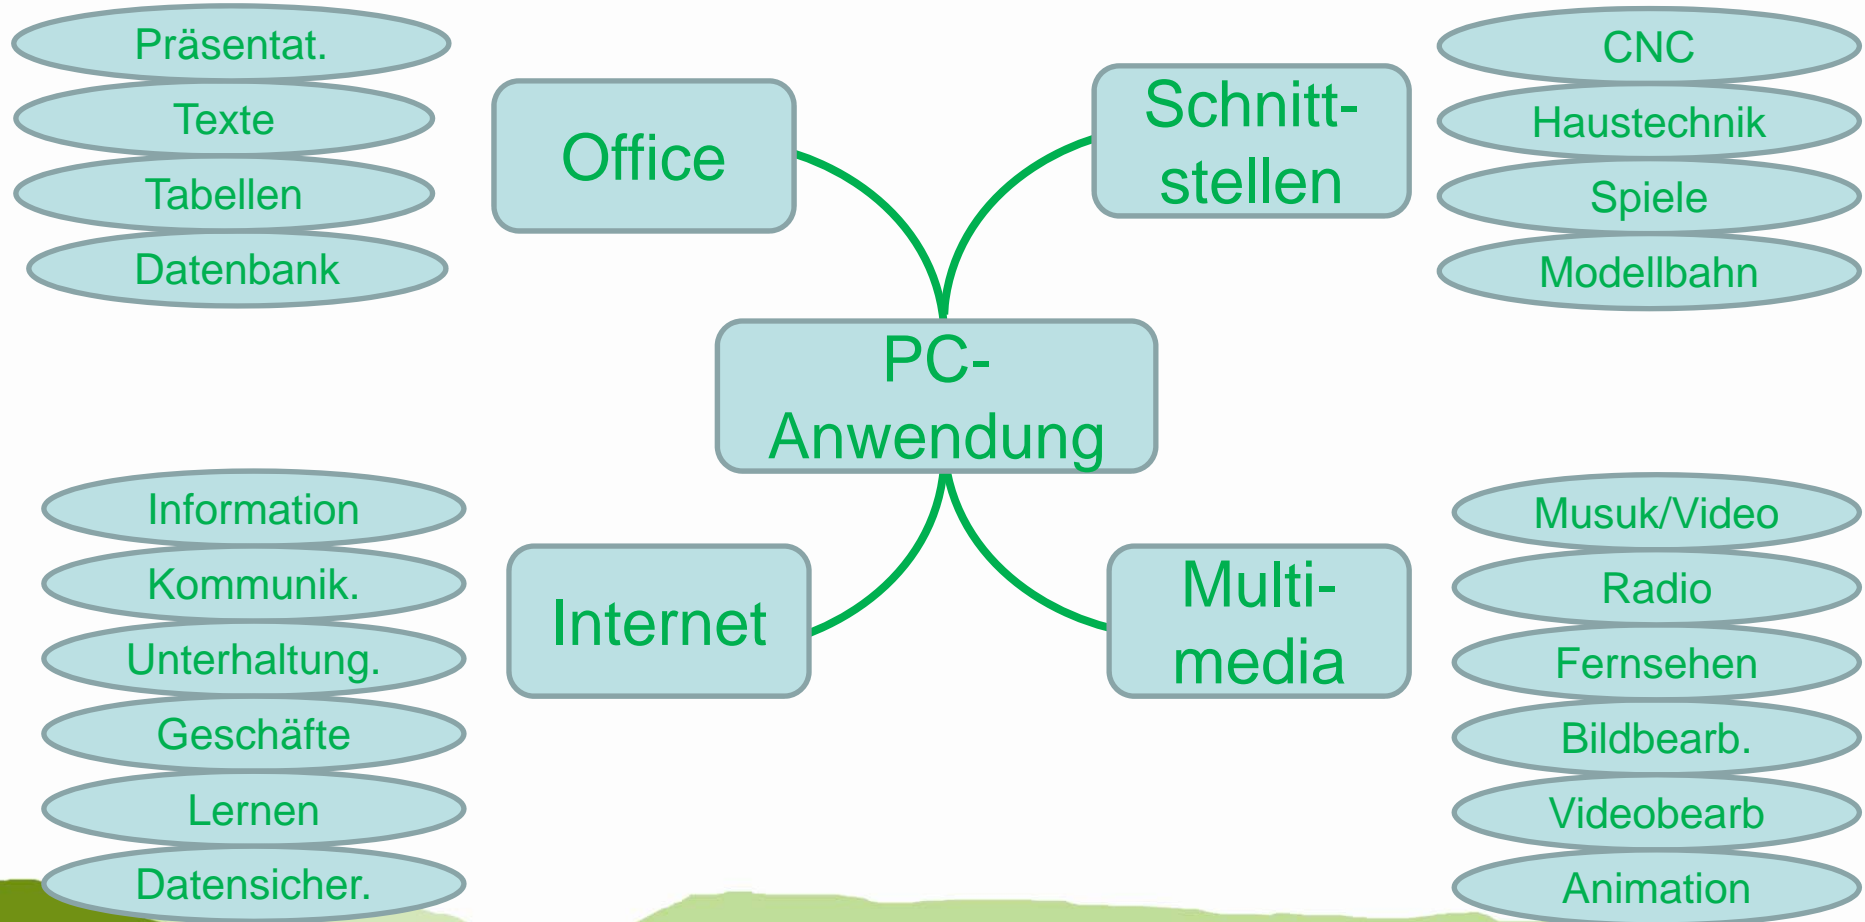 Präsentat.
Texte
Tabellen
Datenbank
Office
Schnitt-
stellen
CNC
Haustechnik
Spiele
Modellbahn
PC-
Anwendung
Information
Kommunik.
Unterhaltung.
Geschäfte
Lernen
Datensicher.
Internet
Multi-
media
Musuk/Video
Radio
Fernsehen
Bildbearb.
Videobearb
Animation